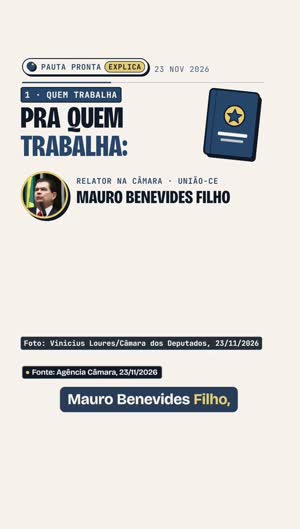 PAUTA PRONTA EXPLICA 23 NOV 2026
1 · QUEM TRABALHA
PRA QUEM
TRABALHA:
RELATOR NA CÂMARA · UNIÃO-CE
MAURO BENEVIDES FILHO
Foto: Vinicius Loures/Câmara dos Deputados, 23/11/2026
Fonte: Agência Câmara, 23/11/2026
Mauro Benevides Filho,